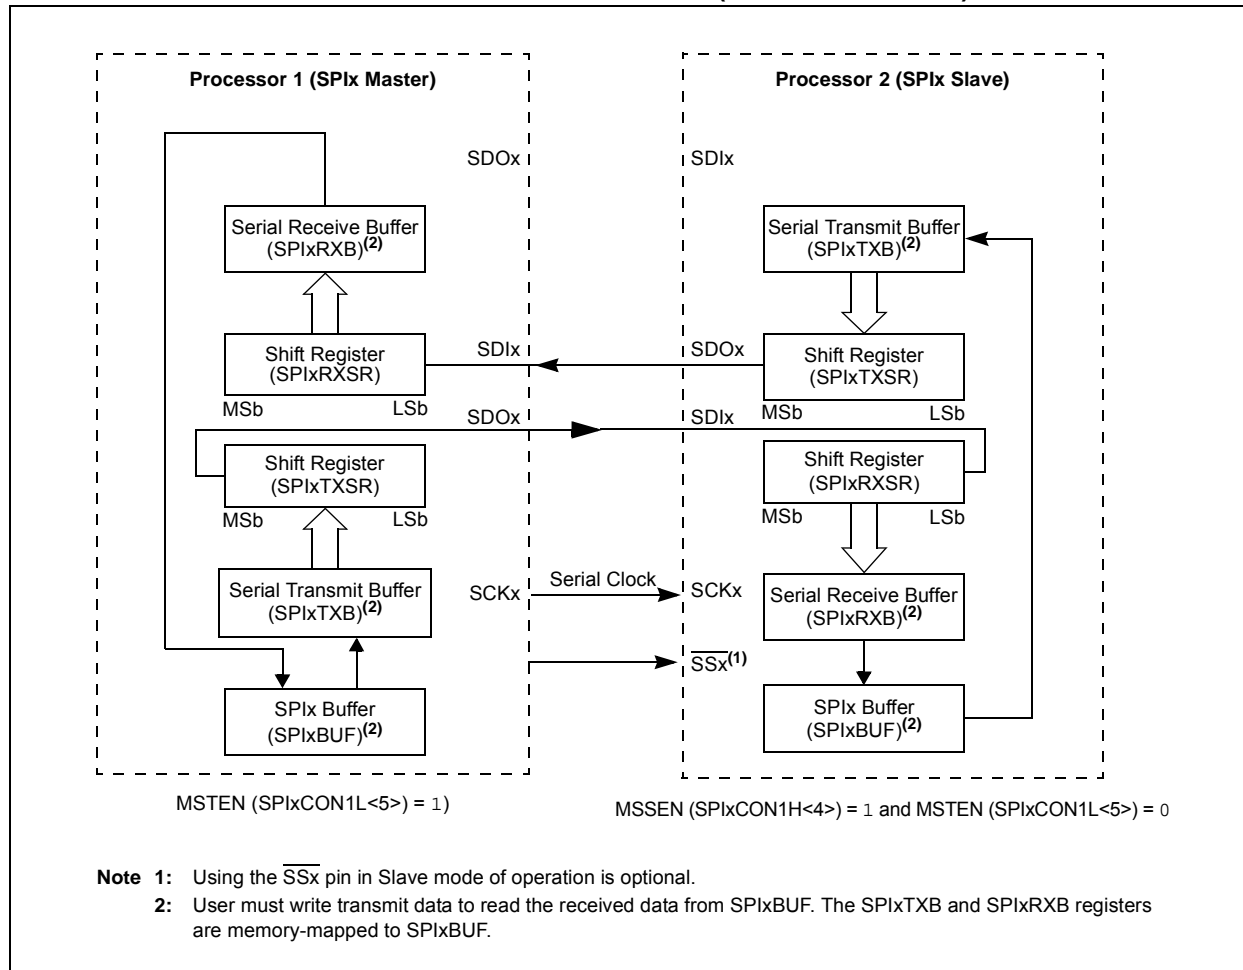 Processor 1 (SPIx Master)
Processor 2 (SPIx Slave)
SDOx
SDIx
Serial Receive Buffer
(SPIxRXB)(2)
Serial Transmit Buffer
(SPIxTXB)(2)
Shift Register
(SPIxRXSR)
SDIx
SDOx
Shift Register
(SPIxTXSR)
MSb
LSb
MSb
LSb
SDOx
SDIx
Shift Register
(SPIxTXSR)
Shift Register
(SPIxRXSR)
MSb
LSb
MSb
LSb
Serial Transmit Buffer
(SPIxTXB)(2)
SCKx
Serial Clock
SCKx
Serial Receive Buffer
(SPIxRXB)(2)
SSx(1)
SPIx Buffer
(SPIxBUF)(2)
SPIx Buffer
(SPIxBUF)(2)
MSTEN (SPIxCON1L<5>) = 1)
MSSEN (SPIxCON1H<4>) = 1 and MSTEN (SPIxCON1L<5>) = 0
Note 1: Using the SSx pin in Slave mode of operation is optional.
2: User must write transmit data to read the received data from SPIxBUF. The SPIxTXB and SPIxRXB registers
are memory-mapped to SPIxBUF.